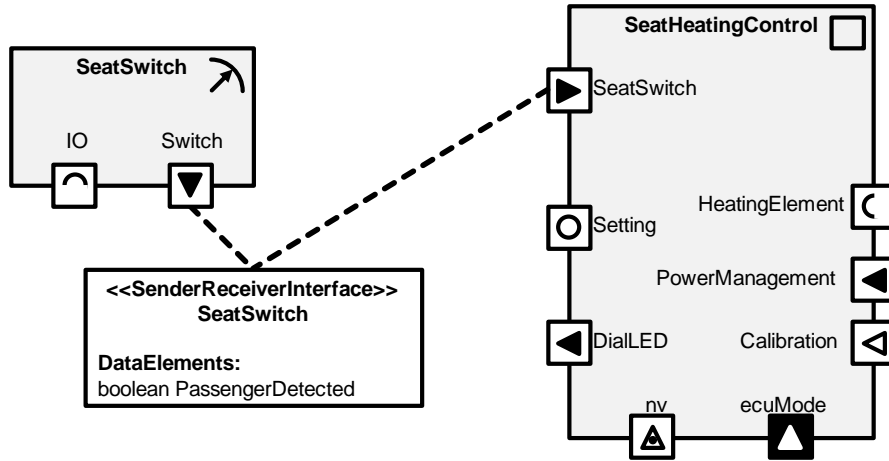 SeatSwitch
IO
Switch
<<SenderReceiverInterface>>
SeatSwitch
DataElements:
boolean PassengerDetected
SeatHeatingControl
SeatSwitch
Setting
DialLED
HeatingElement
PowerManagement
Calibration
nv
ecuMode